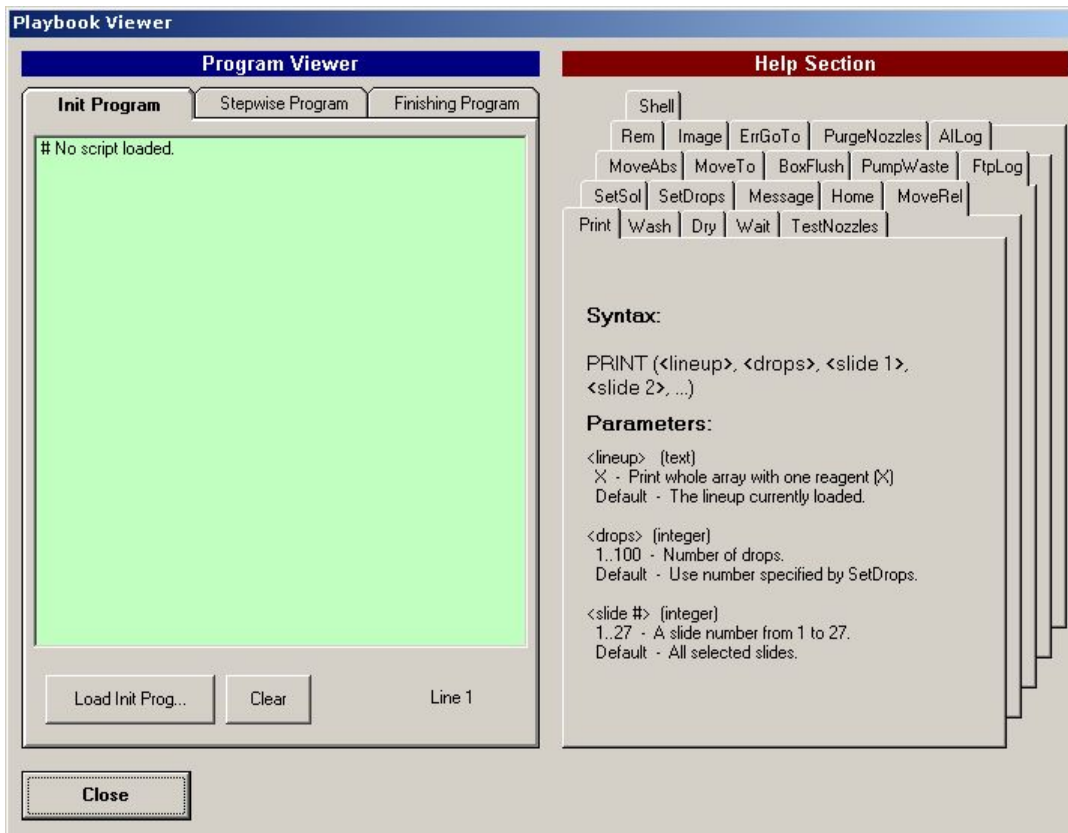 Playbook Viewer
Program Viewer
Init Program Stepwise Program Finishing Program
# No script loaded.
Load Init Prog... Clear Line 1
Close
Help Section
Shell
Rem Image ErrGoTo PurgeNozzles AlLog
MoveAbs MoveTo BoxFlush PumpWaste FtpLog
SetSol SetDrops Message Home MoveRel
Print Wash Dry Wait TestNozzles
Syntax:
PRINT (<lineup>, <drops>, <slide 1>,
<slide 2>, ...)
Parameters:
<lineup> (text)
X - Print whole array with one reagent (X)
Default - The lineup currently loaded.
<drops> (integer)
1..100 - Number of drops.
Default - Use number specified by SetDrops.
<slide #> (integer)
1..27 - A slide number from 1 to 27.
Default - All selected slides.